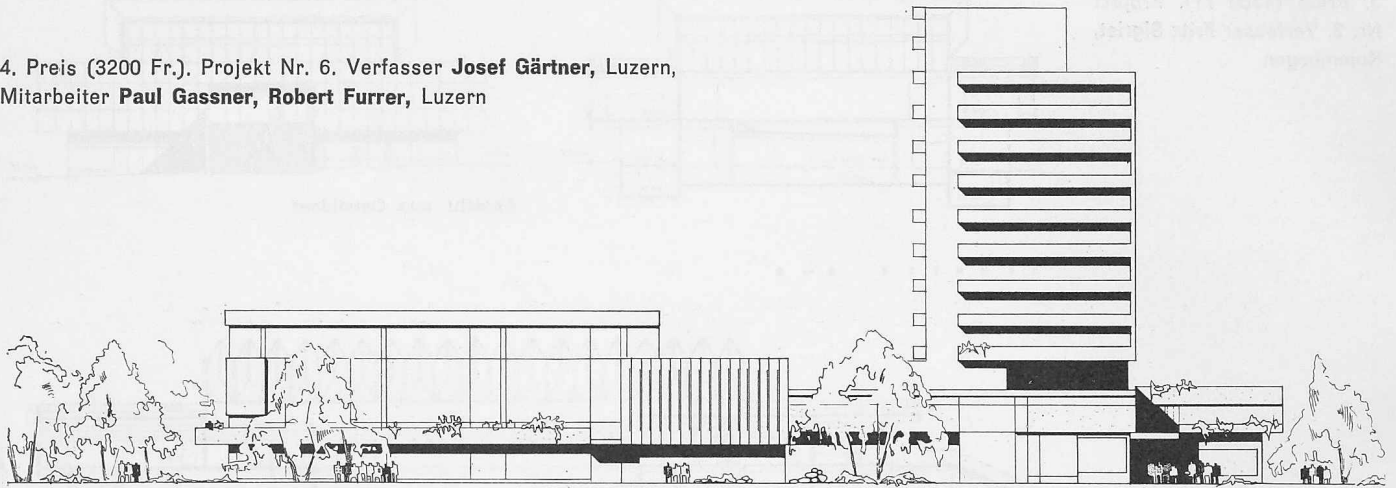 4. Preis (3200 Fr.). Projekt Nr. 6. Verfasser Josef Gärtner, Luzern,
Mitarbeiter Paul Gassner, Robert Furrer, Luzern